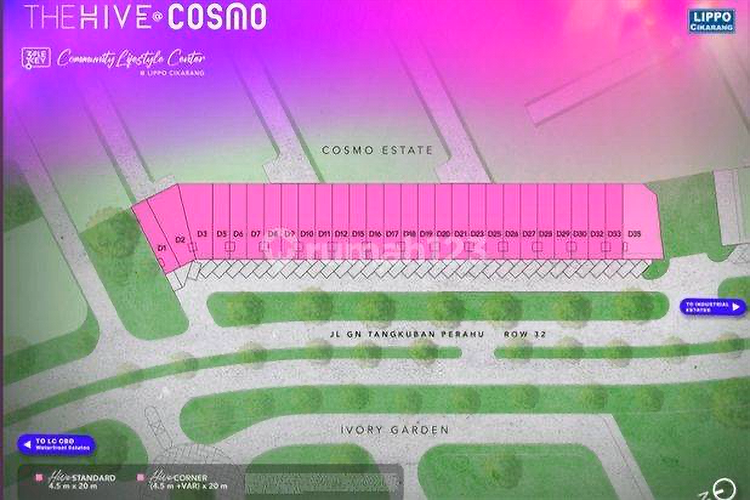 THE HIVE @ COSMO
LIPPO
CIKARANG
Community Lifestyle Center
@ LIPPO CIKARANG
COSMO ESTATE
D1 D2 D3 D5 D6 D7 D8 D9 D10 D11 D12 D15 D16 D17 D18 D19 D20 D21 D23 D25 D26 D27 D28 D29 D30 D32 D33 D35
rumah123
TO INDUSTRIAL
ESTATES
JL GN TANGKUBAN PERAHU ROW 32
IVORY GARDEN
TO LC CBD
Waterfront Estates
Hive STANDARD
4.5 m x 20 m
Hive CORNER
(4.5 m +VAR) x 20 m